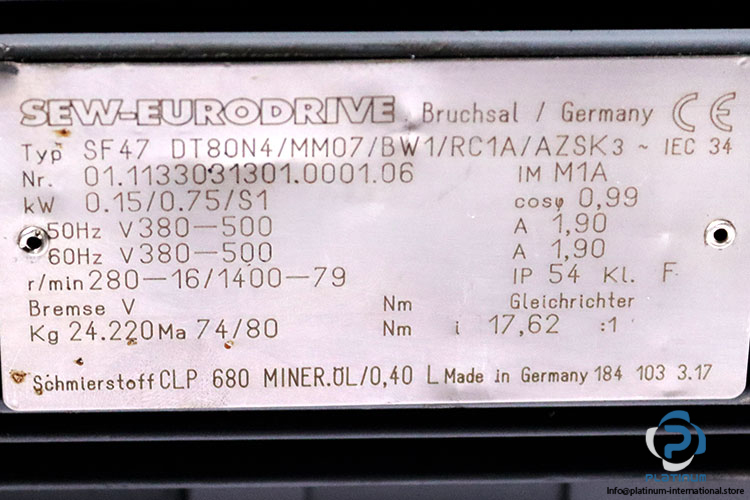 SEW-EURODRIVE Bruchsal / Germany CE
Typ SF47 DT80N4/MM07/BW1/RC1A/AZSK3 ~ IEC 34
Nr. 01.1133031301.0001.06 IM M1A
kW 0.15/0.75/S1 cosφ 0,99
50Hz V 380-500 A 1,90
60Hz V 380-500 A 1,90
r/min 280-16/1400-79 IP 54 Kl. F
Bremse V Nm Gleichrichter
Kg 24.220 Ma 74/80 Nm i 17,62 :1
Schmierstoff CLP 680 MINER.ÖL/0,40 L Made in Germany 184 103 3.17
PLATINUM
Info@platinum-international.store